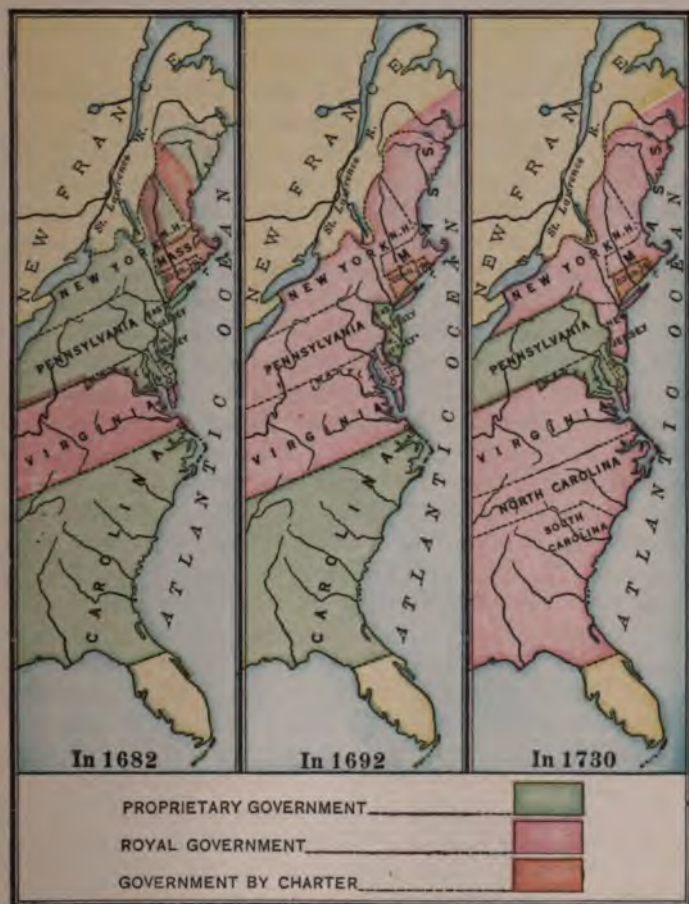 NEW FRANCE
St. Lawrence R.
N.H.
MASS.
NEW YORK
PENNSYLVANIA
JERSEY
VIRGINIA
CAROLINA
ATLANTIC OCEAN
In 1682
NEW FRANCE
St. Lawrence R.
N.H.
MASS
NEW YORK
PENNSYLVANIA
JERSEY
VIRGINIA
CAROLINA
ATLANTIC OCEAN
In 1692
NEW FRANCE
St. Lawrence R.
N.H.
MASS
NEW YORK
PENNSYLVANIA
NEW
JERSEY
VIRGINIA
NORTH CAROLINA
SOUTH
CAROLINA
ATLANTIC OCEAN
In 1730
PROPRIETARY GOVERNMENT
ROYAL GOVERNMENT
GOVERNMENT BY CHARTER